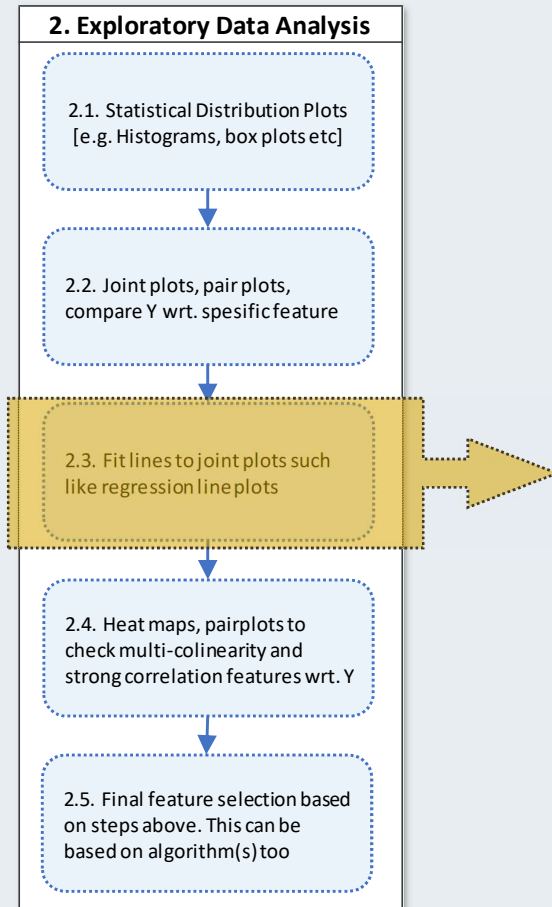 2. Exploratory Data Analysis
2.1. Statistical Distribution Plots
[e.g. Histograms, box plots etc]
2.2. Joint plots, pair plots,
compare Y wrt. spesific feature
2.3. Fit lines to joint plots such
like regression line plots
2.4. Heat maps, pairplots to
check multi-colinearity and
strong correlation features wrt. Y
2.5. Final feature selection based
on steps above. This can be
based on algorithm(s) too